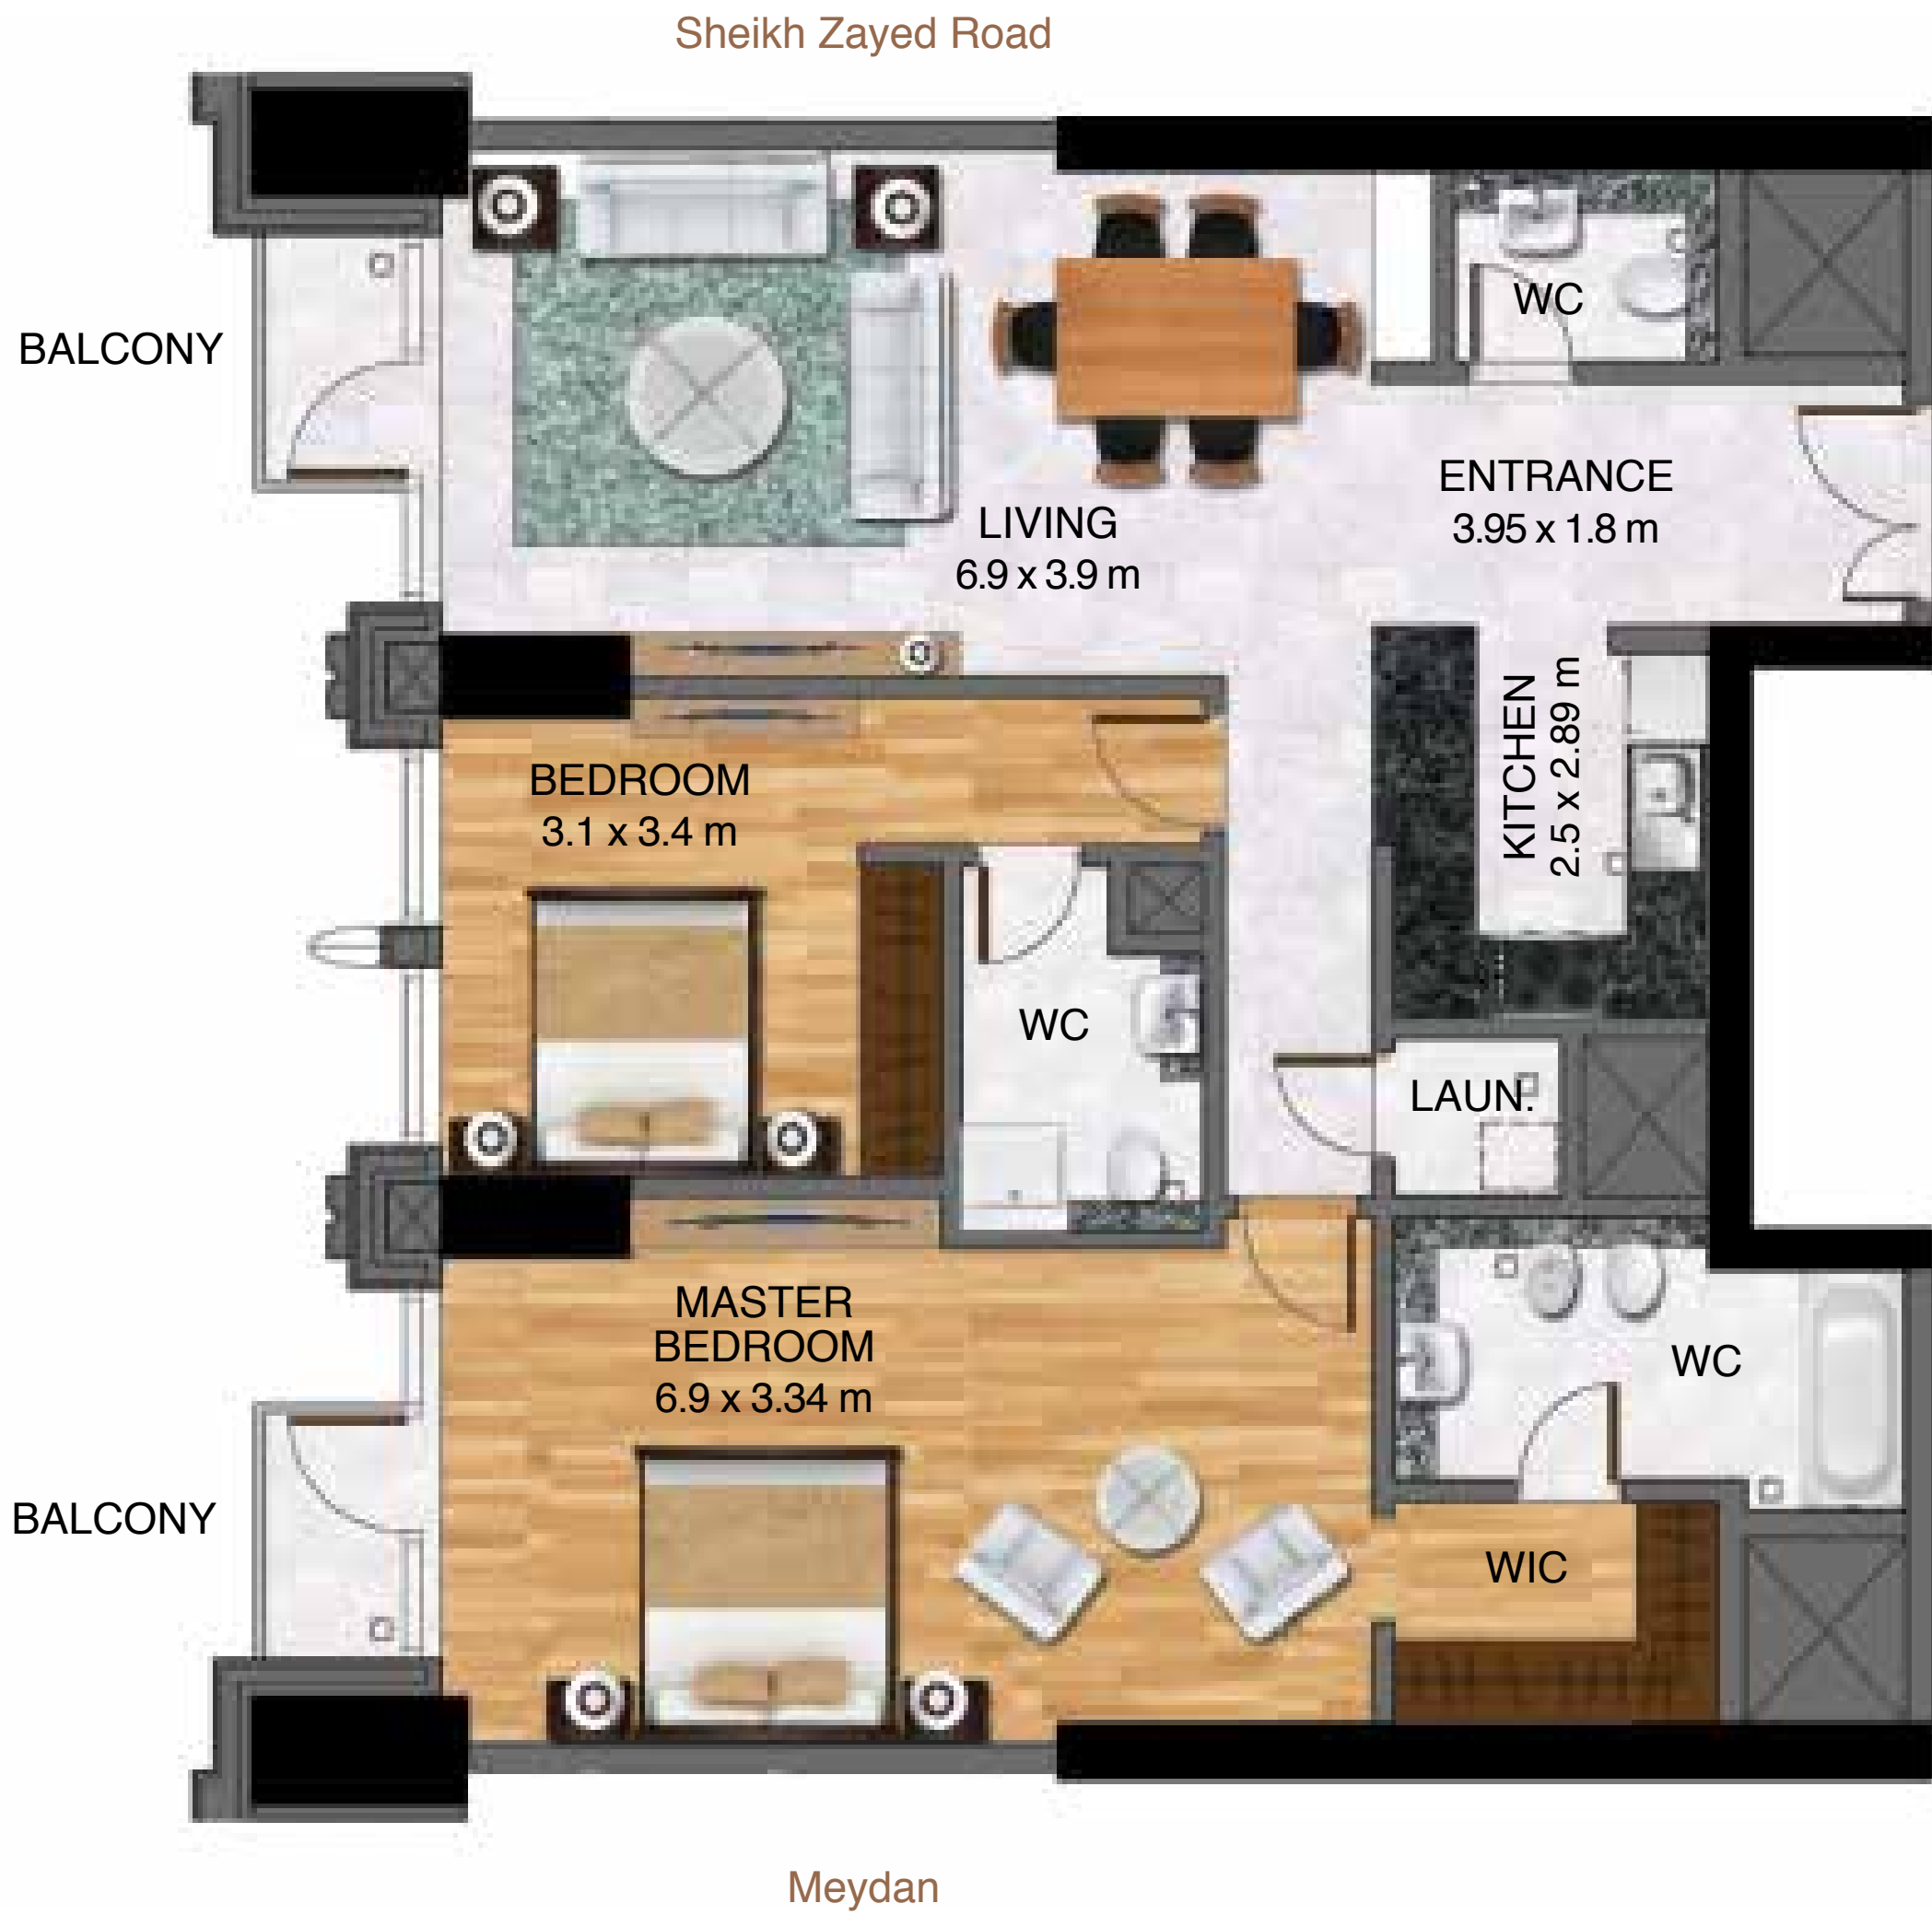 Sheikh Zayed Road
BALCONY
WC
ENTRANCE
3.95 x 1.8 m
LIVING
6.9 x 3.9 m
KITCHEN
2.5 x 2.89 m
BEDROOM
3.1 x 3.4 m
WC
LAUN.
MASTER
BEDROOM
6.9 x 3.34 m
WC
BALCONY
WIC
Meydan